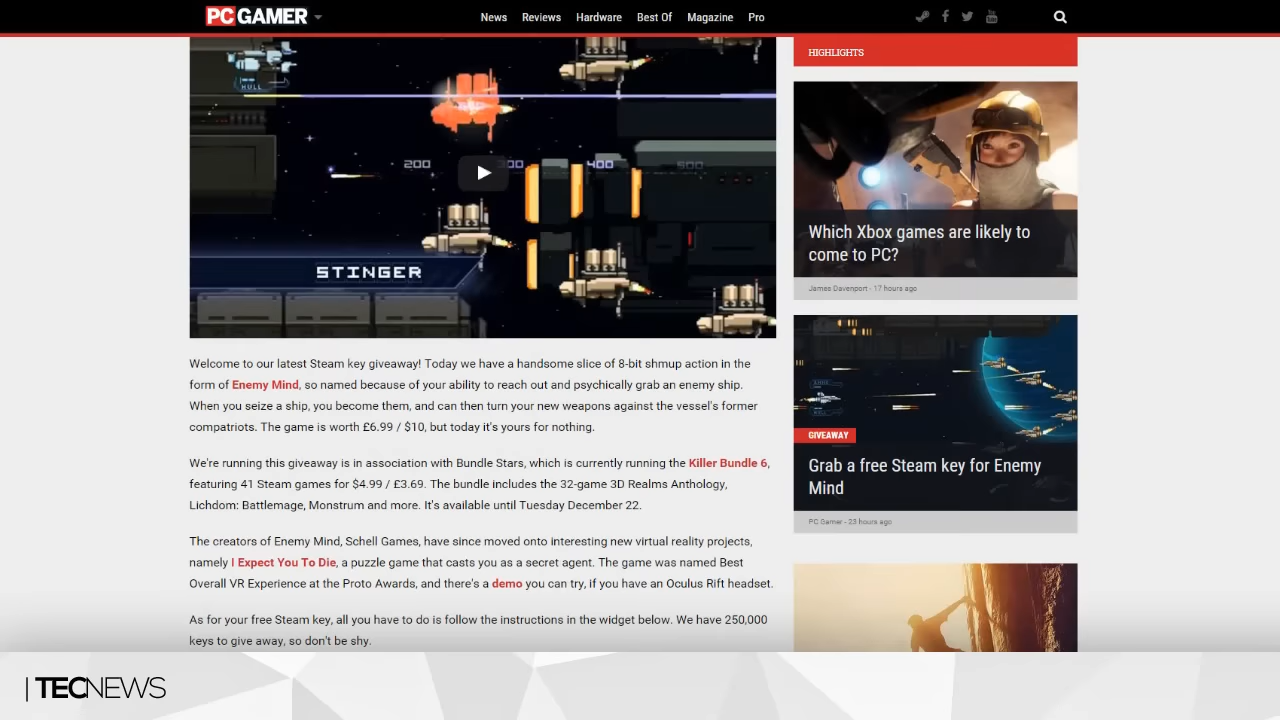 PC GAMER
News Reviews Hardware Best Of Magazine Pro
HULL
200 300 400 500
STINGER
Welcome to our latest Steam key giveaway! Today we have a handsome slice of 8-bit shmup action in the
form of Enemy Mind, so named because of your ability to reach out and psychically grab an enemy ship.
When you seize a ship, you become them, and can then turn your new weapons against the vessel's former
compatriots. The game is worth £6.99 / $10, but today it's yours for nothing.
We're running this giveaway is in association with Bundle Stars, which is currently running the Killer Bundle 6,
featuring 41 Steam games for $4.99 / £3.69. The bundle includes the 32-game 3D Realms Anthology,
Lichdom: Battlemage, Monstrum and more. It's available until Tuesday December 22.
The creators of Enemy Mind, Schell Games, have since moved onto interesting new virtual reality projects,
namely I Expect You To Die, a puzzle game that casts you as a secret agent. The game was named Best
Overall VR Experience at the Proto Awards, and there's a demo you can try, if you have an Oculus Rift headset.
As for your free Steam key, all you have to do is follow the instructions in the widget below. We have 250,000
keys to give away, so don't be shy.
HIGHLIGHTS
Which Xbox games are likely to
come to PC?
James Davenport - 17 hours ago
GIVEAWAY
Grab a free Steam key for Enemy
Mind
PC Gamer - 23 hours ago
| TECNEWS